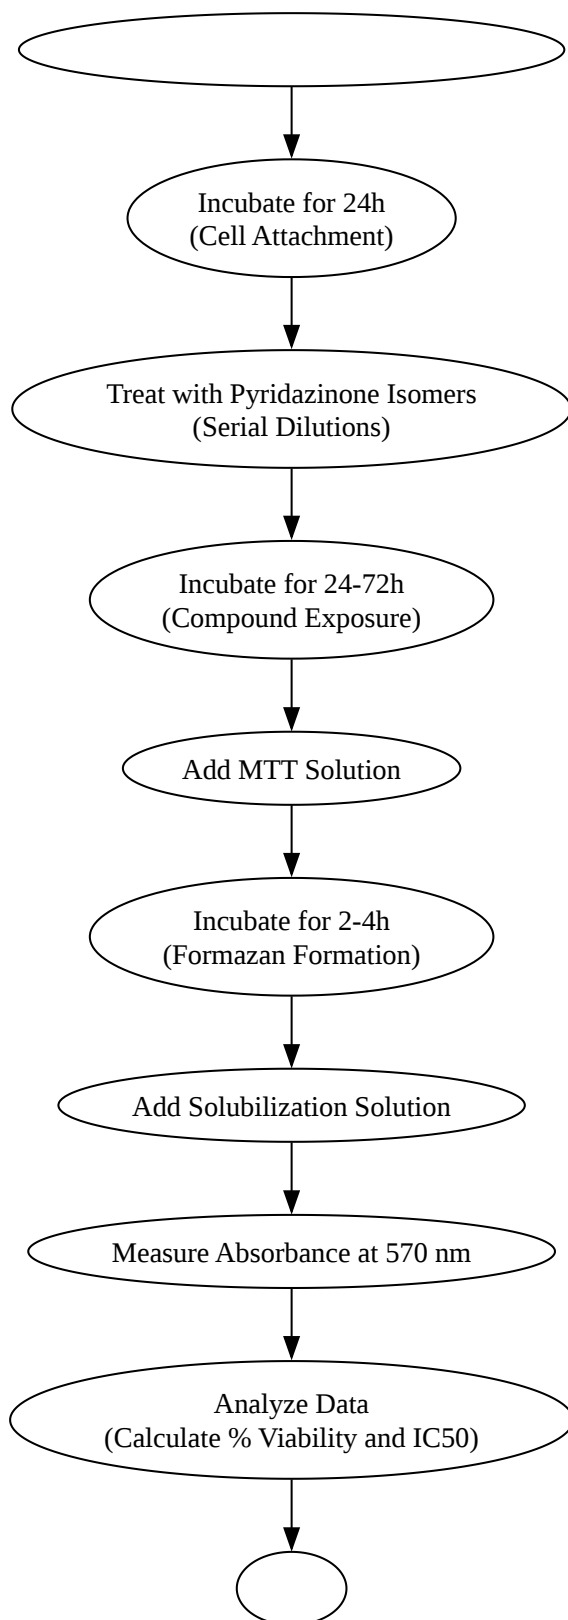 Incubate for 24h
(Cell Attachment)
Treat with Pyridazinone Isomers
(Serial Dilutions)
Incubate for 24-72h
(Compound Exposure)
Add MTT Solution
Incubate for 2-4h
(Formazan Formation)
Add Solubilization Solution
Measure Absorbance at 570 nm
Analyze Data
(Calculate % Viability and IC50)